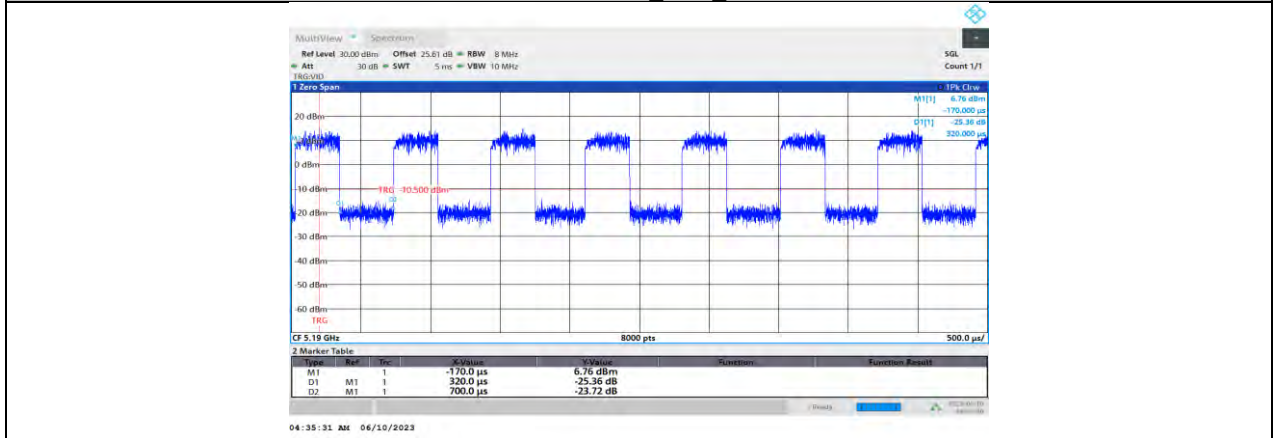 MultiView Spectrum
Ref Level 30.00 dBm Offset 25.81 dB RBW 8 MHz SGL
Att 30 dB SWT 5 ms VBW 10 MHz Count 1/1
TRG:VID
1 Zero Span 1Pk Clrw
M1[1] 6.76 dBm
-170.000 µs
20 dBm D1[1] -25.36 dB
320.000 µs
0 dBm
-10 dBm TRG -10.500 dBm
D1 D2
-20 dBm
-30 dBm
-40 dBm
-50 dBm
-60 dBm
TRG
CF 5.19 GHz 8000 pts 500.0 µs/
2 Marker Table
Type Ref Trc X-Value Y-Value Function Function Result
M1 1 -170.0 µs 6.76 dBm
D1 M1 1 320.0 µs -25.36 dB
D2 M1 1 700.0 µs -23.72 dB
Ready
04:35:31 AM 06/10/2023